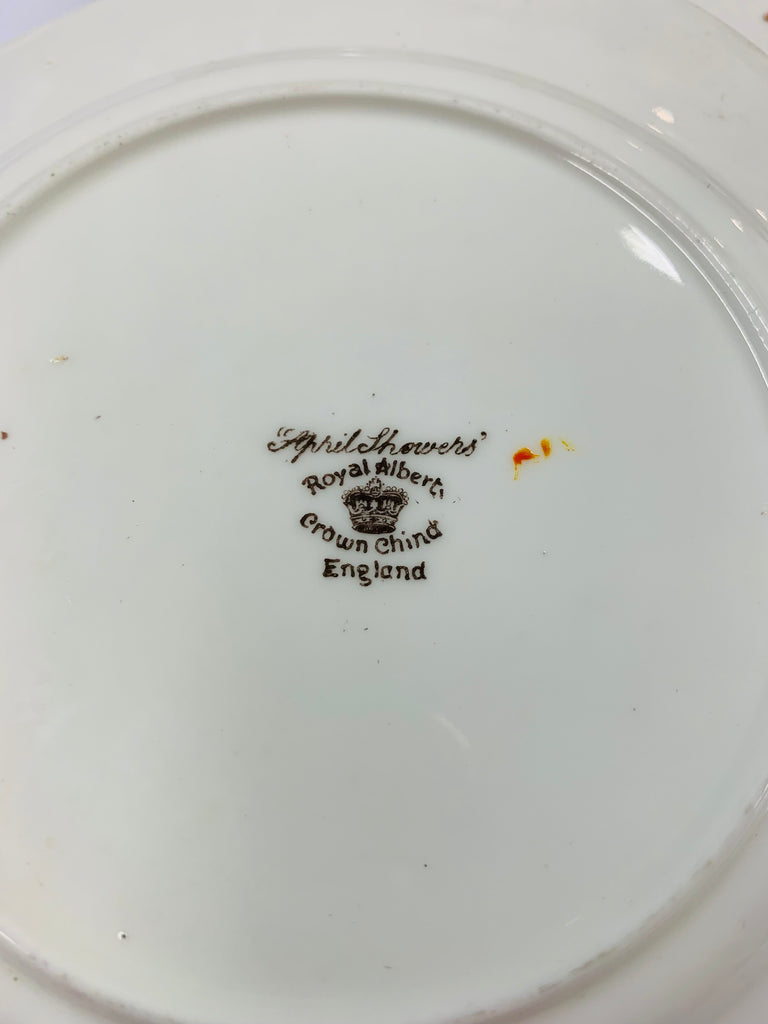 "April Showers"
Royal Albert,
Crown China
England